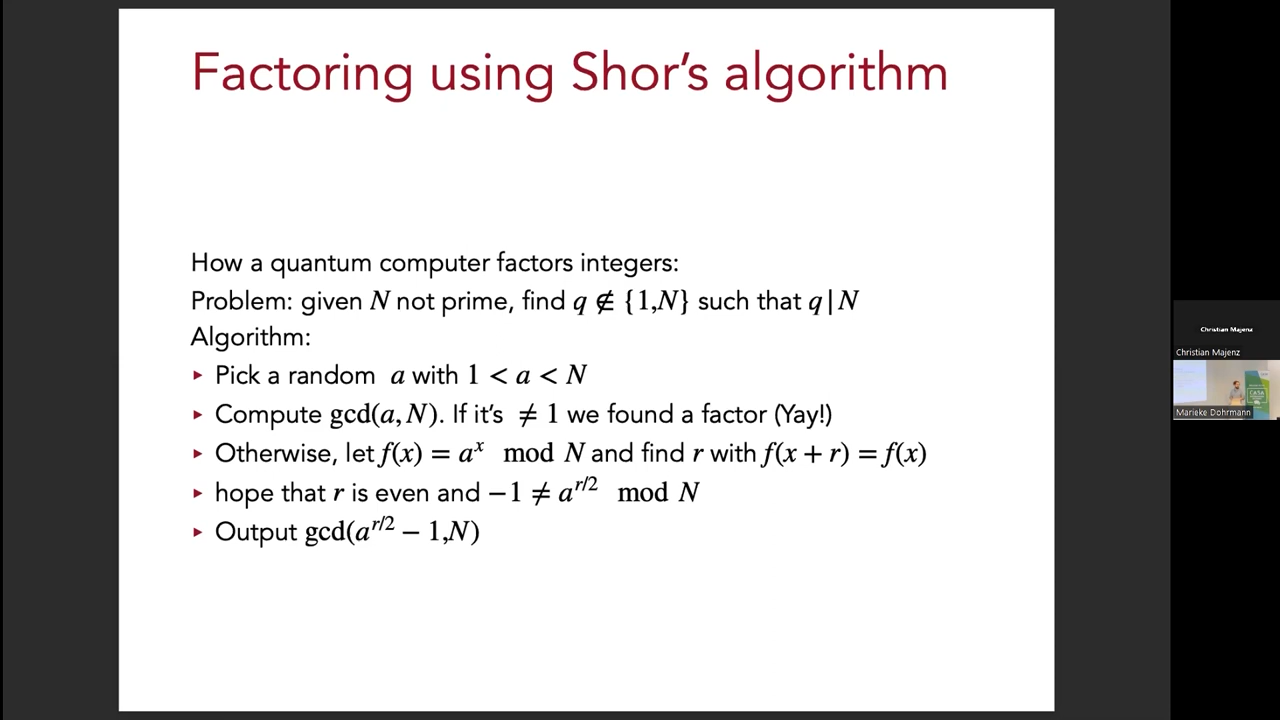 Factoring using Shor's algorithm
How a quantum computer factors integers:
Problem: given N not prime, find q ∉ {1,N} such that q|N
Algorithm:
▸ Pick a random a with 1 < a < N
▸ Compute gcd(a, N). If it's ≠ 1 we found a factor (Yay!)
▸ Otherwise, let f(x) = a^x mod N and find r with f(x + r) = f(x)
▸ hope that r is even and −1 ≠ a^{r/2} mod N
▸ Output gcd(a^{r/2} − 1,N)
Christian Majenz
Christian Majenz
CASA
Marieke Dohrmann